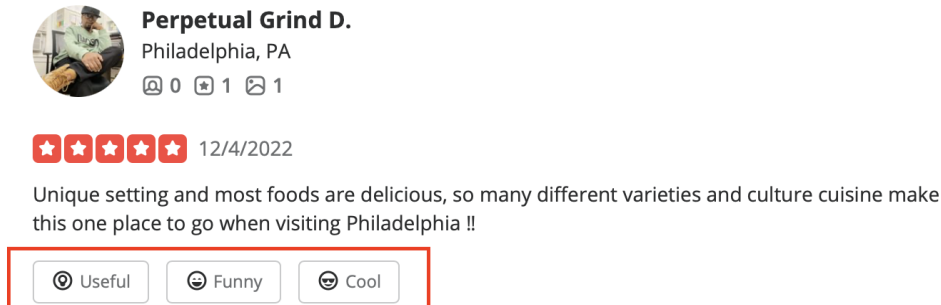 Perpetual Grind D.
Philadelphia, PA
0 1 1
12/4/2022
Unique setting and most foods are delicious, so many different varieties and culture cuisine make
this one place to go when visiting Philadelphia !!
Useful Funny Cool